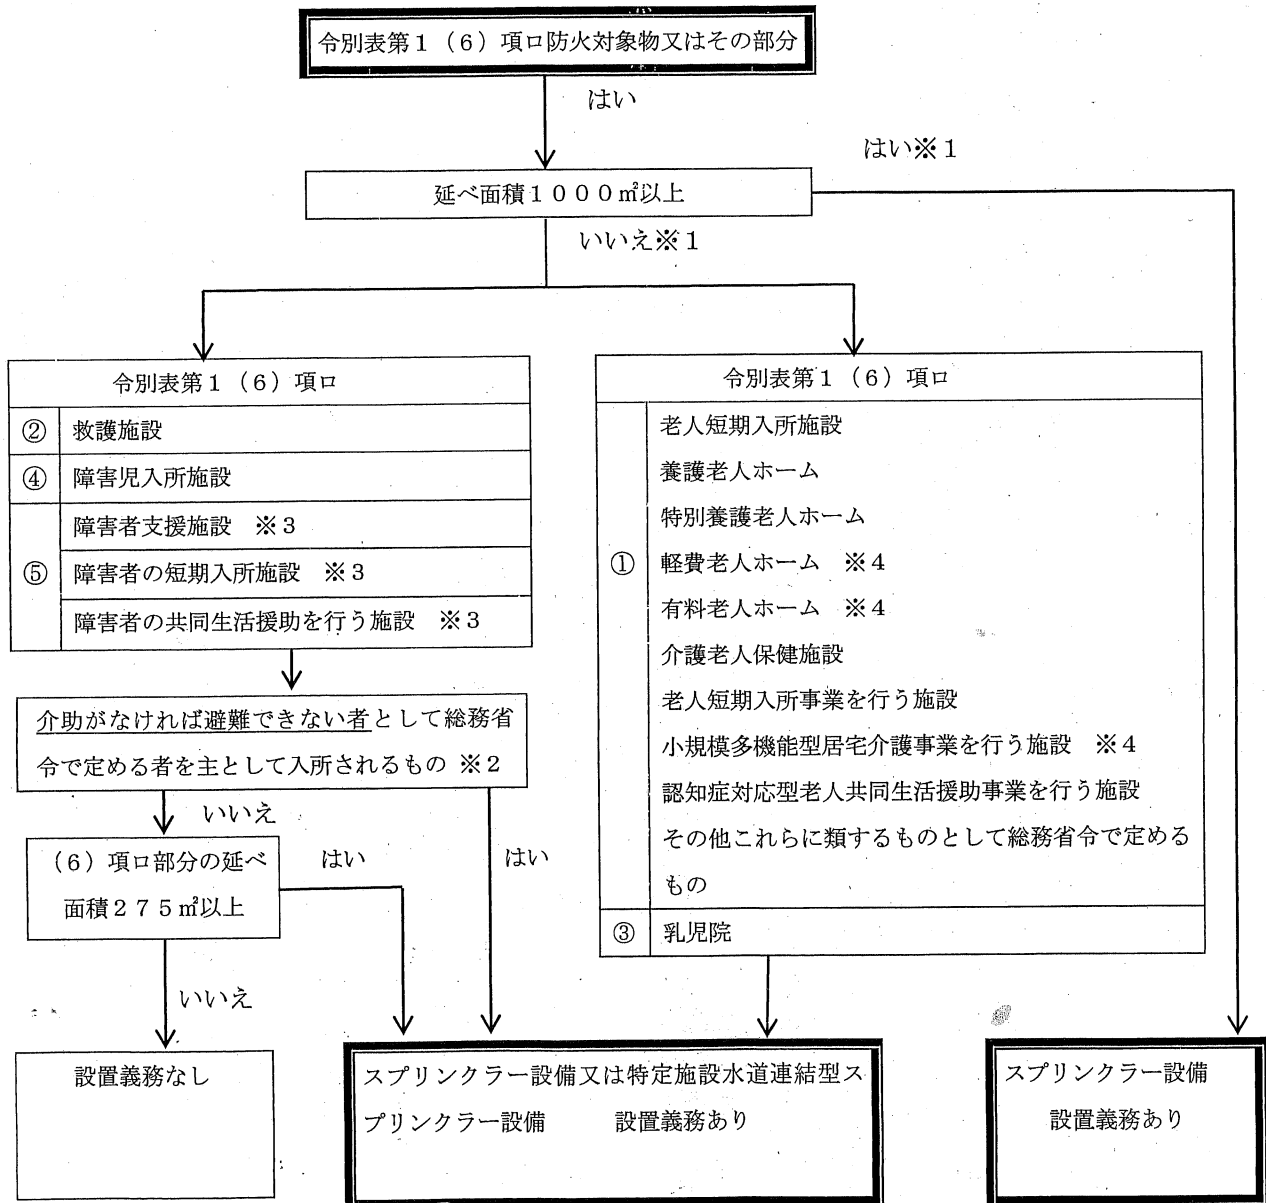 令別表第1（6）項ロ防火対象物又はその部分
はい
はい※1
延べ面積1000㎡以上
いいえ※1
令別表第1（6）項ロ
② 救護施設
④ 障害児入所施設
⑤
障害者支援施設 ※3
障害者の短期入所施設 ※3
障害者の共同生活援助を行う施設 ※3
介助がなければ避難できない者として総務省
令で定める者を主として入所されるもの ※2
いいえ
はい
(6) 項ロ部分の延べ
面積275㎡以上
はい
いいえ
令別表第1（6）項ロ
①
老人短期入所施設
養護老人ホーム
特別養護老人ホーム
軽費老人ホーム ※4
有料老人ホーム ※4
介護老人保健施設
老人短期入所事業を行う施設
小規模多機能型居宅介護事業を行う施設 ※4
認知症対応型老人共同生活援助事業を行う施設
その他これらに類するものとして総務省令で定める
もの
③ 乳児院
設置義務なし
スプリンクラー設備又は特定施設水道連結型ス
プリンクラー設備 設置義務あり
スプリンクラー設備
設置義務あり